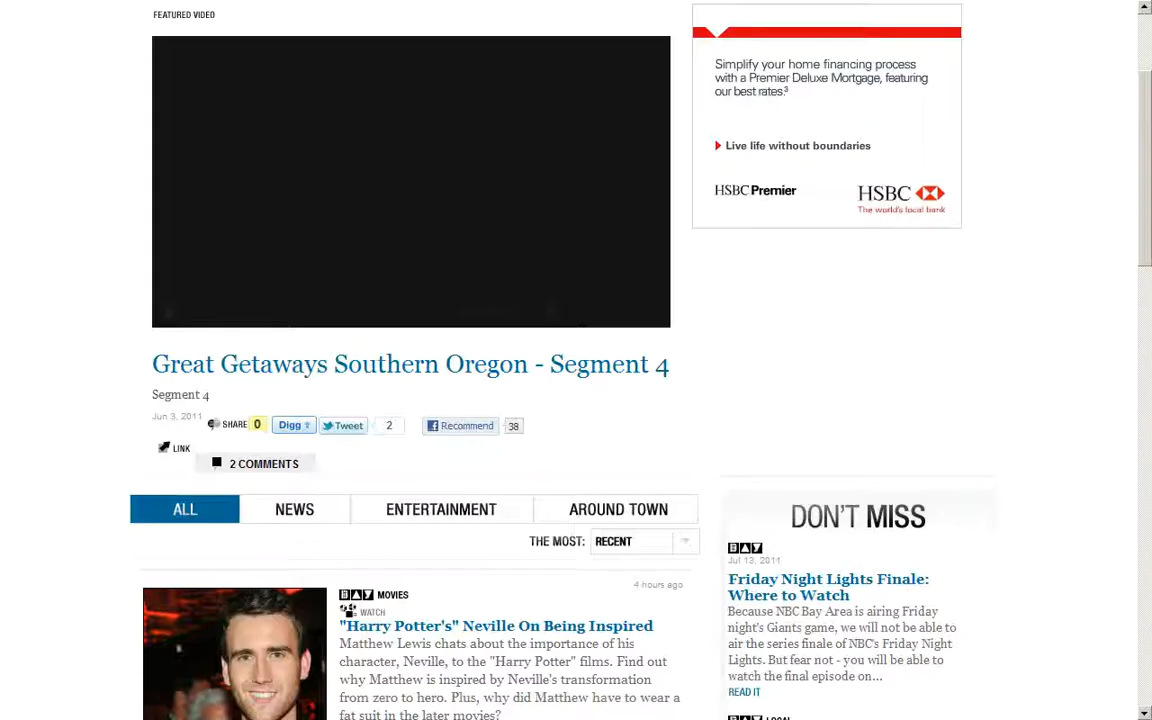 FEATURED VIDEO
Simplify your home financing process
with a Premier Deluxe Mortgage, featuring
our best rates.³
Live life without boundaries
HSBC Premier
HSBC
The world's local bank
Great Getaways Southern Oregon - Segment 4
Segment 4
Jun 3, 2011
SHARE
0
Digg
Tweet
2
Recommend
38
LINK
2 COMMENTS
ALL
NEWS
ENTERTAINMENT
AROUND TOWN
THE MOST:
RECENT
4 hours ago
BAY MOVIES
WATCH
"Harry Potter's" Neville On Being Inspired
Matthew Lewis chats about the importance of his
character, Neville, to the "Harry Potter" films. Find out
why Matthew is inspired by Neville's transformation
from zero to hero. Plus, why did Matthew have to wear a
fat suit in the later movies?
DON'T MISS
BAY
Jul 13, 2011
Friday Night Lights Finale:
Where to Watch
Because NBC Bay Area is airing Friday
night's Giants game, we will not be able to
air the series finale of NBC's Friday Night
Lights. But fear not - you will be able to
watch the final episode on...
READ IT